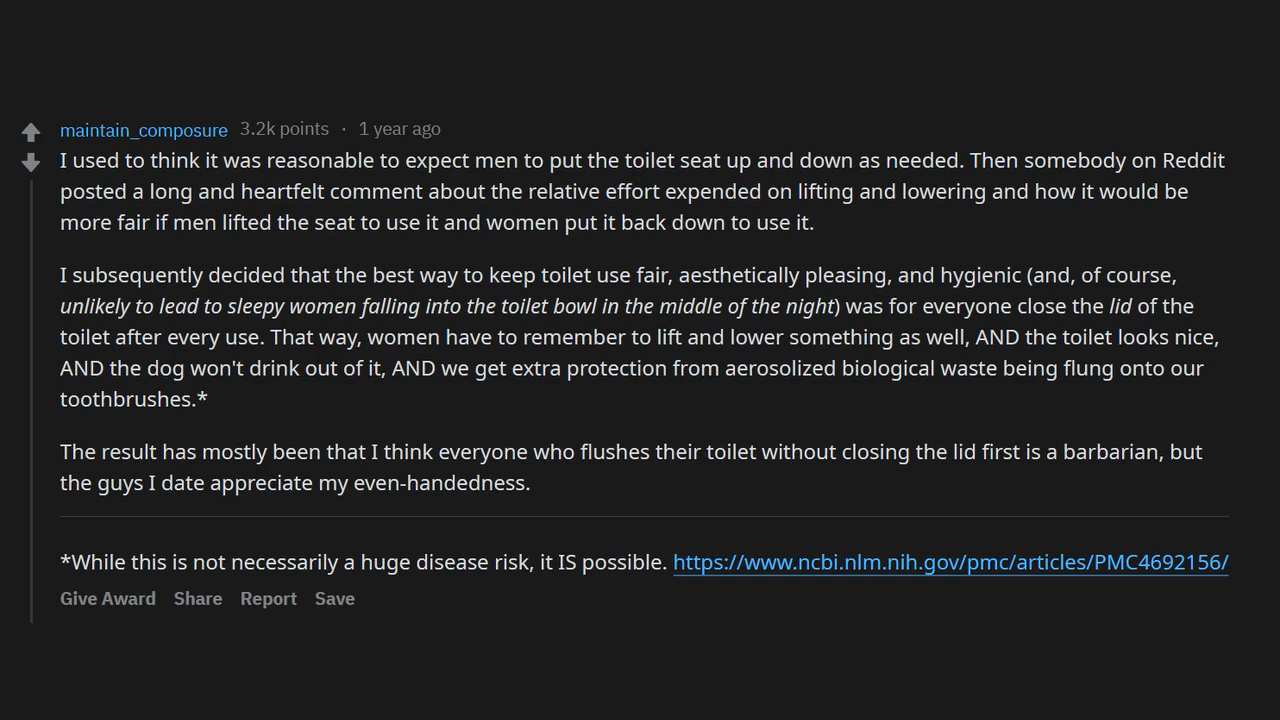 maintain_composure 3.2k points · 1 year ago
I used to think it was reasonable to expect men to put the toilet seat up and down as needed. Then somebody on Reddit
posted a long and heartfelt comment about the relative effort expended on lifting and lowering and how it would be
more fair if men lifted the seat to use it and women put it back down to use it.
I subsequently decided that the best way to keep toilet use fair, aesthetically pleasing, and hygienic (and, of course,
unlikely to lead to sleepy women falling into the toilet bowl in the middle of the night) was for everyone close the lid of the
toilet after every use. That way, women have to remember to lift and lower something as well, AND the toilet looks nice,
AND the dog won't drink out of it, AND we get extra protection from aerosolized biological waste being flung onto our
toothbrushes.*
The result has mostly been that I think everyone who flushes their toilet without closing the lid first is a barbarian, but
the guys I date appreciate my even-handedness.
*While this is not necessarily a huge disease risk, it IS possible. https://www.ncbi.nlm.nih.gov/pmc/articles/PMC4692156/
Give Award Share Report Save